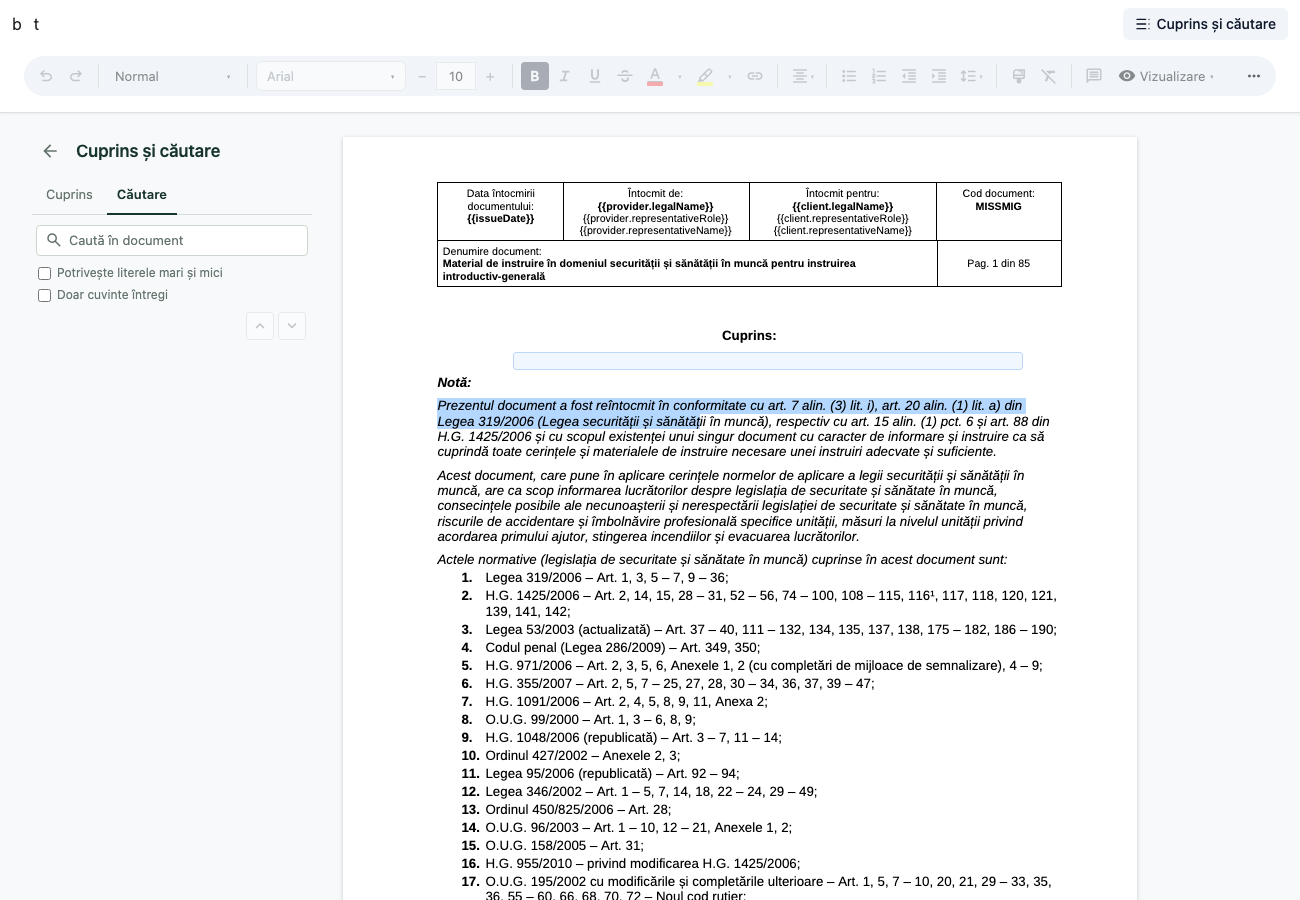 b t
Cuprins și căutare
Normal
Arial
10
B I U S A
Vizualizare
Cuprins și căutare
Cuprins
Căutare
Caută în document
Potrivește literele mari și mici
Doar cuvinte întregi
Data întocmirii
documentului:
{{issueDate}}
Întocmit de:
{{provider.legalName}}
{{provider.representativeRole}}
{{provider.representativeName}}
Întocmit pentru:
{{client.legalName}}
{{client.representativeRole}}
{{client.representativeName}}
Cod document:
MISSMIG
Denumire document:
Material de instruire în domeniul securității și sănătății în muncă pentru instruirea
introductiv-generală
Pag. 1 din 85
Cuprins:
Notă:
Prezentul document a fost reîntocmit în conformitate cu art. 7 alin. (3) lit. i), art. 20 alin. (1) lit. a) din
Legea 319/2006 (Legea securității și sănătății în muncă), respectiv cu art. 15 alin. (1) pct. 6 și art. 88 din
H.G. 1425/2006 și cu scopul existenței unui singur document cu caracter de informare și instruire ca să
cuprindă toate cerințele și materialele de instruire necesare unei instruiri adecvate și suficiente.
Acest document, care pune în aplicare cerințele normelor de aplicare a legii securității și sănătății în
muncă, are ca scop informarea lucrătorilor despre legislația de securitate și sănătate în muncă,
consecințele posibile ale necunoașterii și nerespectării legislației de securitate și sănătate în muncă,
riscurile de accidentare și îmbolnăvire profesională specifice unității, măsuri la nivelul unității privind
acordarea primului ajutor, stingerea incendiilor și evacuarea lucrătorilor.
Actele normative (legislația de securitate și sănătate în muncă) cuprinse în acest document sunt:
1. Legea 319/2006 – Art. 1, 3, 5 – 7, 9 – 36;
2. H.G. 1425/2006 – Art. 2, 14, 15, 28 – 31, 52 – 56, 74 – 100, 108 – 115, 116¹, 117, 118, 120, 121,
139, 141, 142;
3. Legea 53/2003 (actualizată) – Art. 37 – 40, 111 – 132, 134, 135, 137, 138, 175 – 182, 186 – 190;
4. Codul penal (Legea 286/2009) – Art. 349, 350;
5. H.G. 971/2006 – Art. 2, 3, 5, 6, Anexele 1, 2 (cu completări de mijloace de semnalizare), 4 – 9;
6. H.G. 355/2007 – Art. 2, 5, 7 – 25, 27, 28, 30 – 34, 36, 37, 39 – 47;
7. H.G. 1091/2006 – Art. 2, 4, 5, 8, 9, 11, Anexa 2;
8. O.U.G. 99/2000 – Art. 1, 3 – 6, 8, 9;
9. H.G. 1048/2006 (republicată) – Art. 3 – 7, 11 – 14;
10. Ordinul 427/2002 – Anexele 2, 3;
11. Legea 95/2006 (republicată) – Art. 92 – 94;
12. Legea 346/2002 – Art. 1 – 5, 7, 14, 18, 22 – 24, 29 – 49;
13. Ordinul 450/825/2006 – Art. 28;
14. O.U.G. 96/2003 – Art. 1 – 10, 12 – 21, Anexele 1, 2;
15. O.U.G. 158/2005 – Art. 31;
16. H.G. 955/2010 – privind modificarea H.G. 1425/2006;
17. O.U.G. 195/2002 cu modificările și completările ulterioare – Art. 1, 5, 7 – 10, 20, 21, 29 – 33, 35,
36, 55 – 60, 66, 68, 70, 72 – Noul cod rutier;